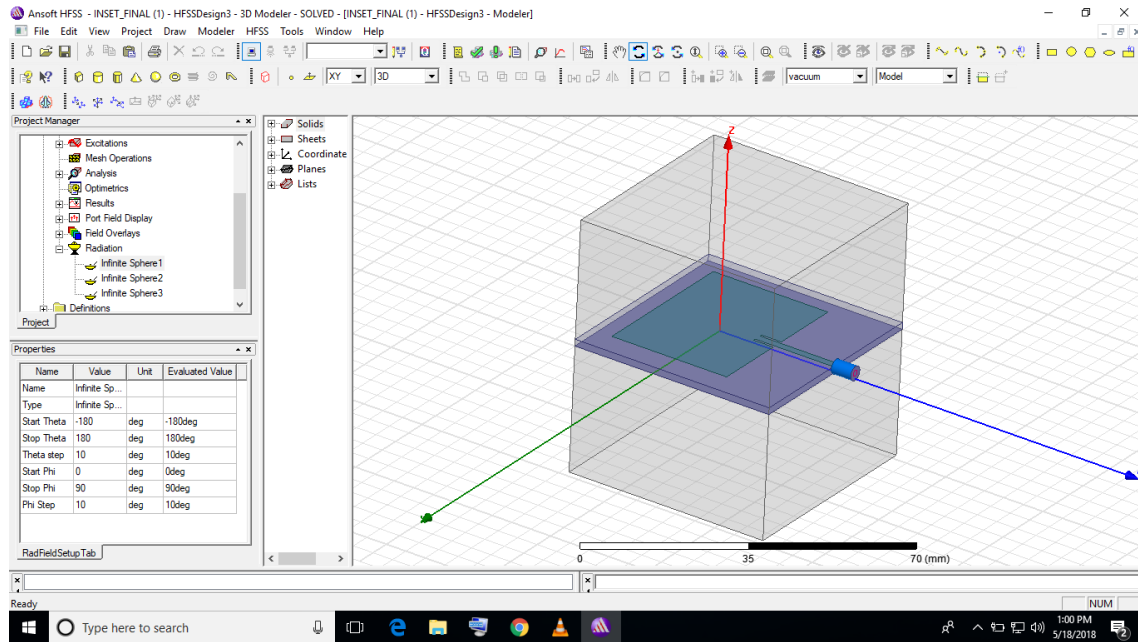 Ansoft HFSS - INSET_FINAL (1) - HFSSDesign3 - 3D Modeler - SOLVED - [INSET_FINAL (1) - HFSSDesign3 - Modeler]
File Edit View Project Draw Modeler HFSS Tools Window Help
XY 3D vacuum Model
Project Manager
Excitations
Mesh Operations
Analysis
Optimetrics
Results
Port Field Display
Field Overlays
Radiation
Infinite Sphere1
Infinite Sphere2
Infinite Sphere3
Definitions
Project
Solids
Sheets
Coordinate
Planes
Lists
Properties
Name Value Unit Evaluated Value
Name Infinite Sp...
Type Infinite Sp...
Start Theta -180 deg -180deg
Stop Theta 180 deg 180deg
Theta step 10 deg 10deg
Start Phi 0 deg 0deg
Stop Phi 90 deg 90deg
Phi Step 10 deg 10deg
RadFieldSetupTab
Z
0 35 70 (mm)
Ready
NUM
Type here to search
1:00 PM
5/18/2018
2